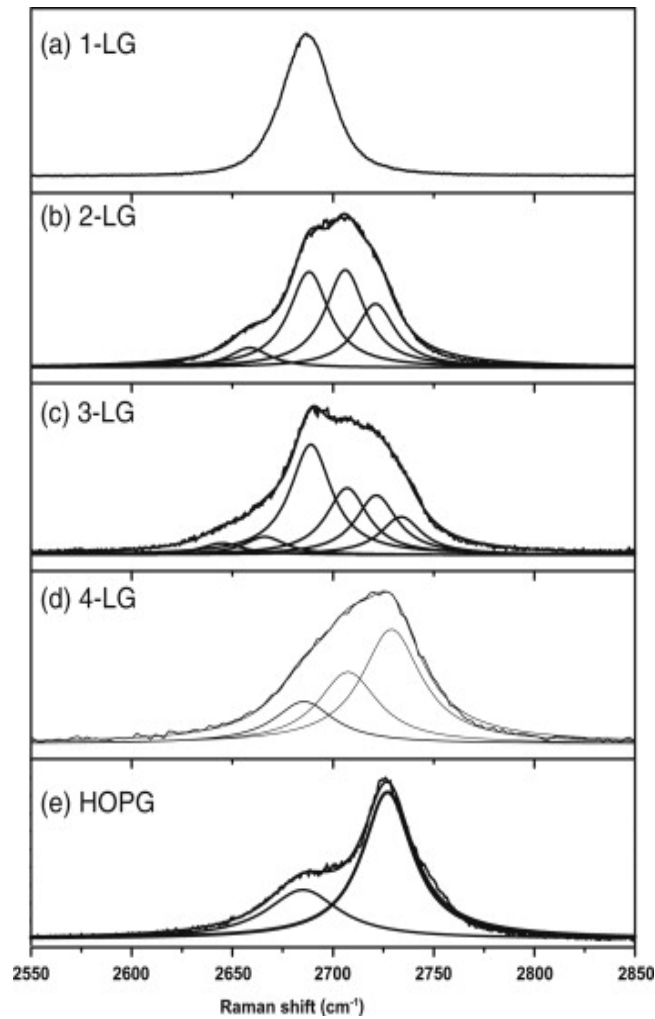 (a) 1-LG
(b) 2-LG
(c) 3-LG
(d) 4-LG
(e) HOPG
2550 2600 2650 2700 2750 2800 2850
Raman shift (cm⁻¹)